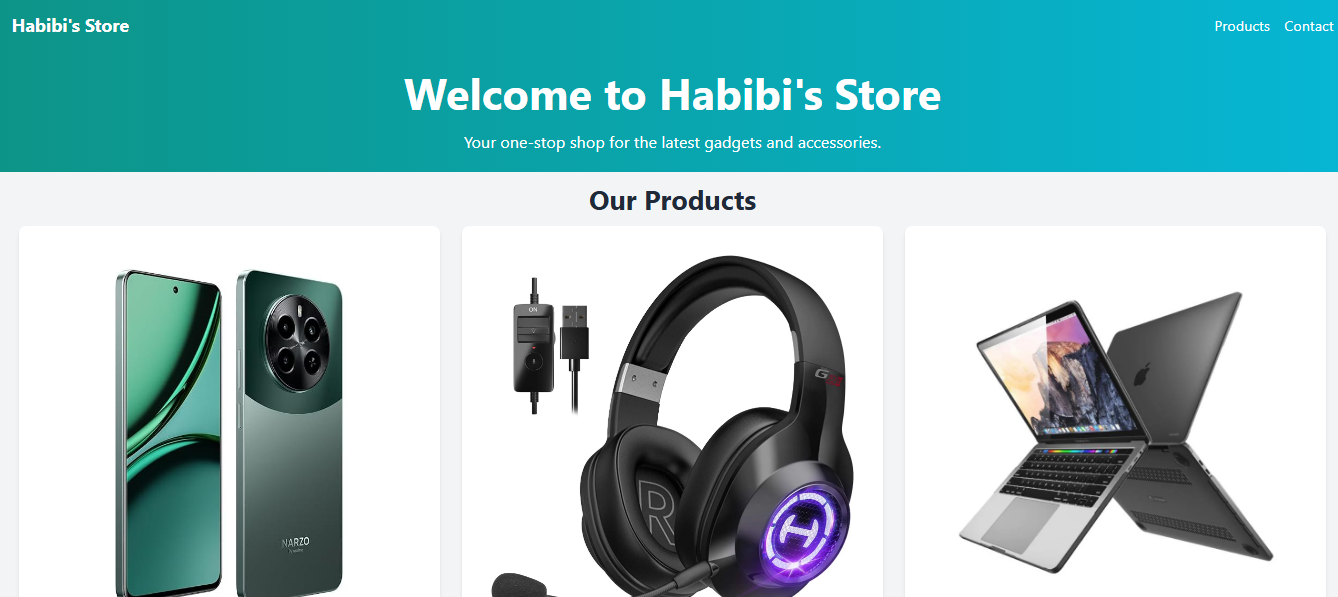 Habibi's Store
Products Contact
Welcome to Habibi's Store
Your one-stop shop for the latest gadgets and accessories.
Our Products
ON
R
NARZO